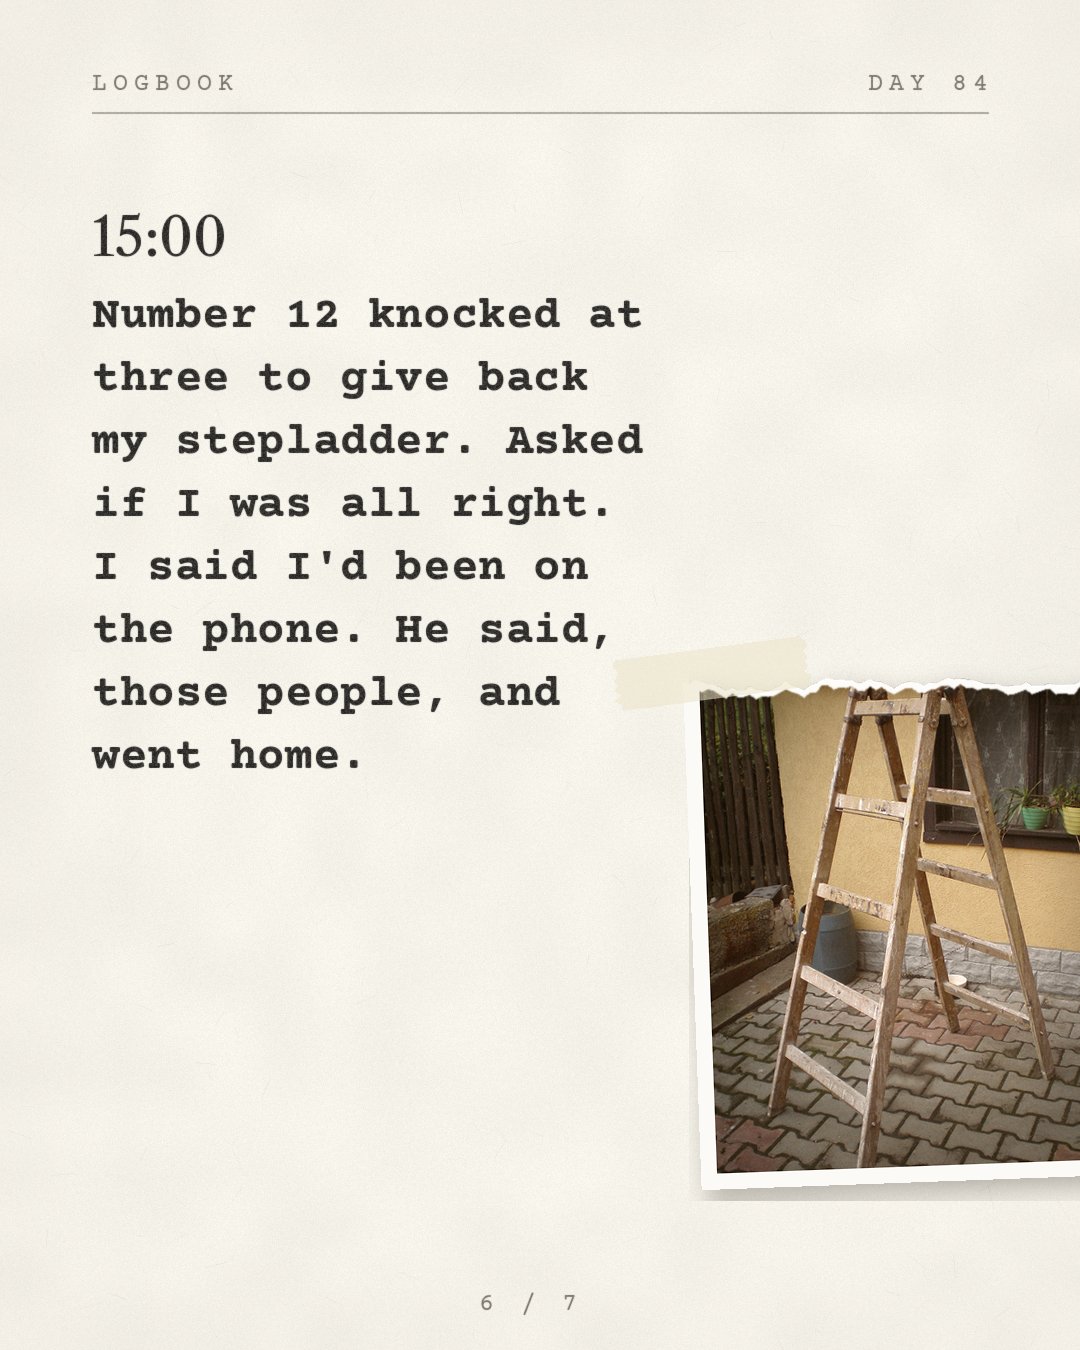 LOGBOOK DAY 84
15:00
Number 12 knocked at
three to give back
my stepladder. Asked
if I was all right.
I said I'd been on
the phone. He said,
those people, and
went home.
6 / 7